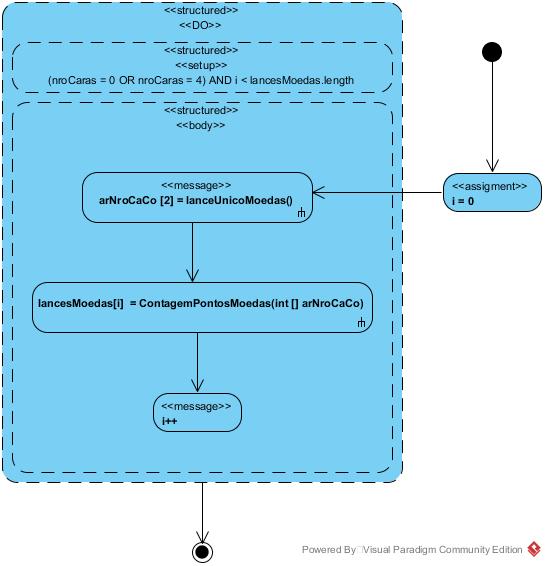 <<structured>>
<<DO>>
<<structured>>
<<setup>>
(nroCaras = 0 OR nroCaras = 4) AND i < lancesMoedas.length
<<structured>>
<<body>>
<<message>>
arNroCaCo [2] = lanceUnicoMoedas()
<<assigment>>
i = 0
lancesMoedas[i] = ContagemPontosMoedas(int [] arNroCaCo)
<<message>>
i++
Powered By Visual Paradigm Community Edition